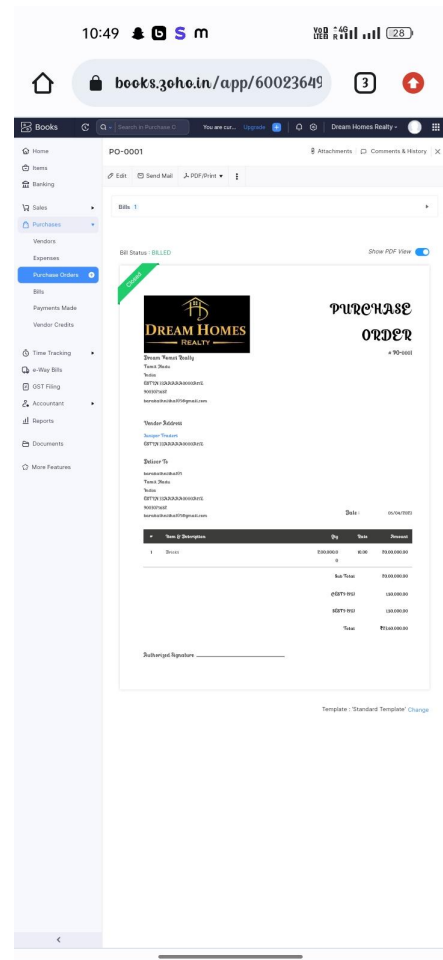 10:49
28
books.zoho.in/app/60023649
3
Books
Search in Purchase O
You are cur...
Upgrade
Dream Homes Realty
Home
Items
Banking
Sales
Purchases
Vendors
Expenses
Purchase Orders
Bills
Payments Made
Vendor Credits
Time Tracking
e-Way Bills
GST Filing
Accountant
Reports
Documents
More Features
PO-0001
Attachments
Comments & History
Edit
Send Mail
PDF/Print
Bills 1
Bill Status : BILLED
Show PDF View
Closed
DREAM HOMES
REALTY
PURCHASE
ORDER
# PO-0001
Dream Homes Realty
Tamil Nadu
India
Vendor Address
Deliver To
Tamil Nadu
India
Date :
# Item & Description Qty Rate Amount
1 Bricks 10.00
Sub Total
Total
Authorized Signature
Template : 'Standard Template' Change